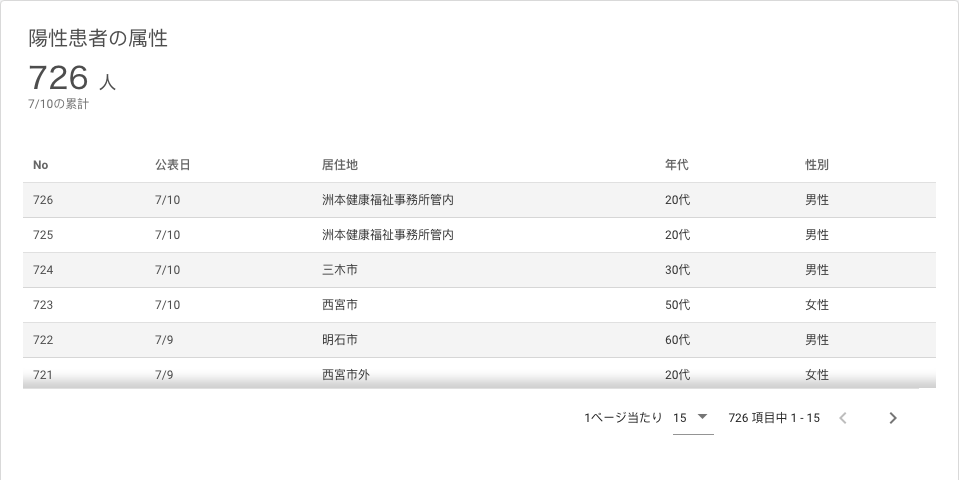 陽性患者の属性
726 人
7/10の累計
No 公表日 居住地 年代 性別
726 7/10 洲本健康福祉事務所管内 20代 男性
725 7/10 洲本健康福祉事務所管内 20代 男性
724 7/10 三木市 30代 男性
723 7/10 西宮市 50代 女性
722 7/9 明石市 60代 男性
721 7/9 西宮市外 20代 女性
1ページ当たり 15 726 項目中 1 - 15